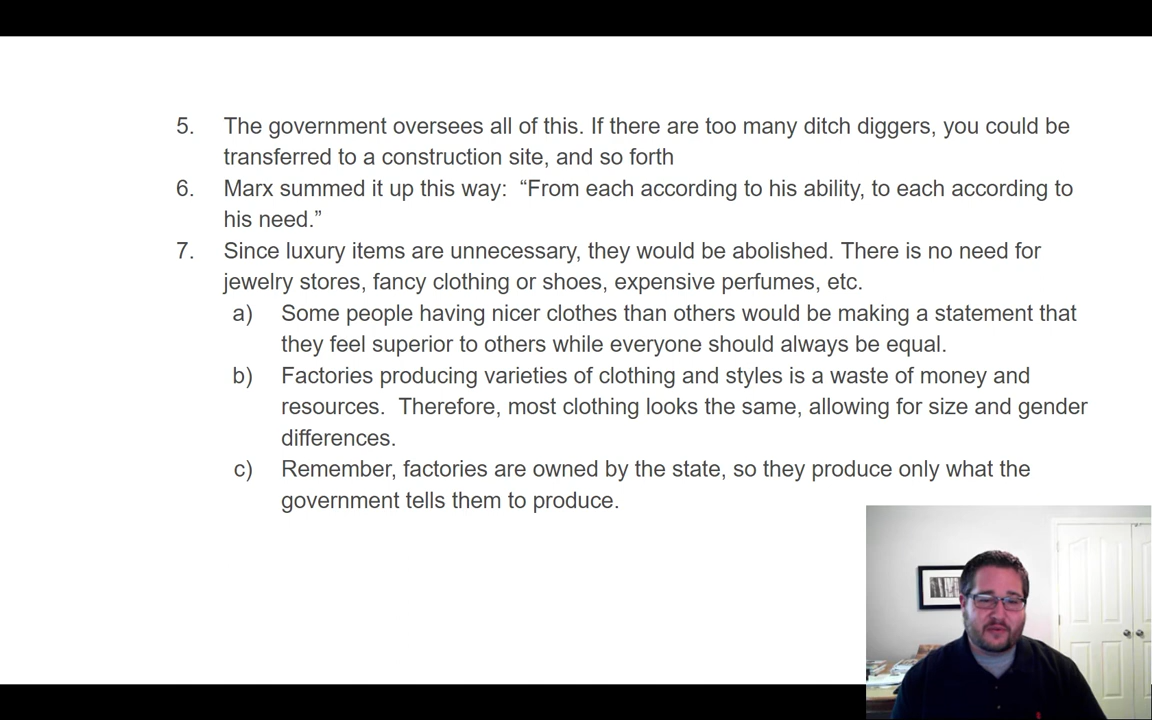 5. The government oversees all of this. If there are too many ditch diggers, you could be
transferred to a construction site, and so forth
6. Marx summed it up this way:  “From each according to his ability, to each according to
his need.”
7. Since luxury items are unnecessary, they would be abolished. There is no need for
jewelry stores, fancy clothing or shoes, expensive perfumes, etc.
a) Some people having nicer clothes than others would be making a statement that
they feel superior to others while everyone should always be equal.
b) Factories producing varieties of clothing and styles is a waste of money and
resources.  Therefore, most clothing looks the same, allowing for size and gender
differences.
c) Remember, factories are owned by the state, so they produce only what the
government tells them to produce.